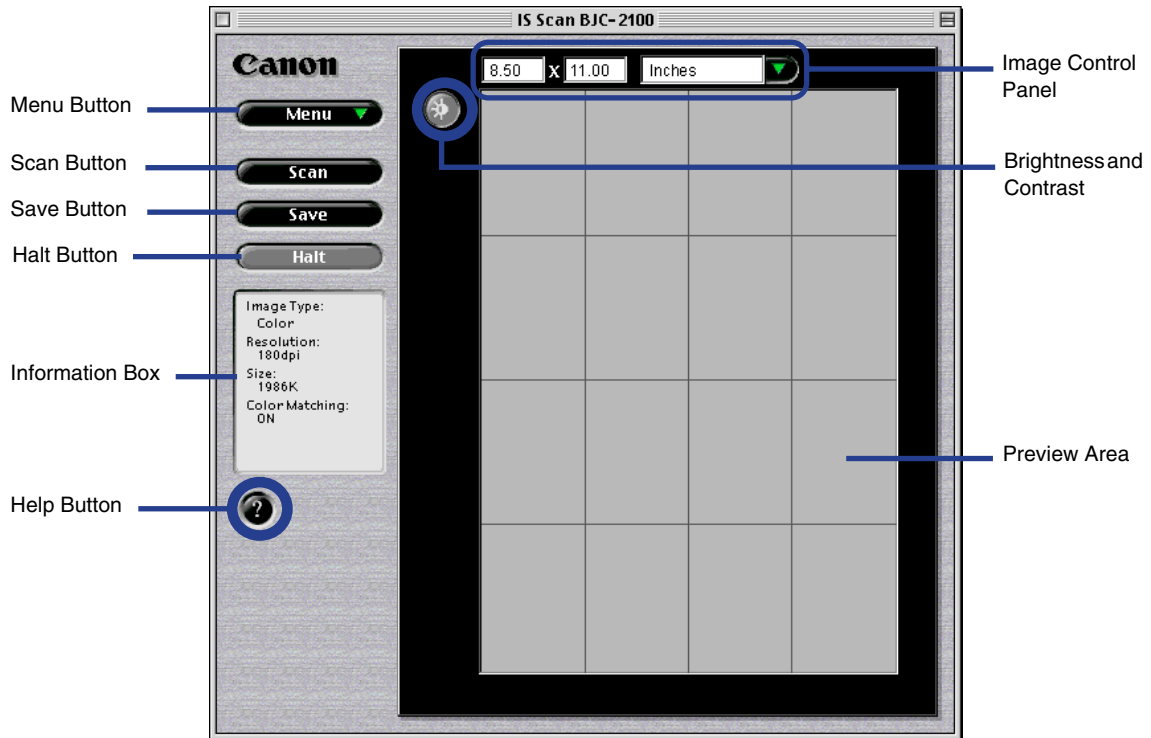 IS Scan BJC-2100
Canon
8.50 X 11.00 Inches
Image Control
Panel
Menu Button
Menu
Scan Button
Scan
Brightness and
Contrast
Save Button
Save
Halt Button
Halt
Image Type:
Color
Resolution:
180dpi
Information Box
Size:
1986K
Color Matching:
ON
Preview Area
Help Button
?